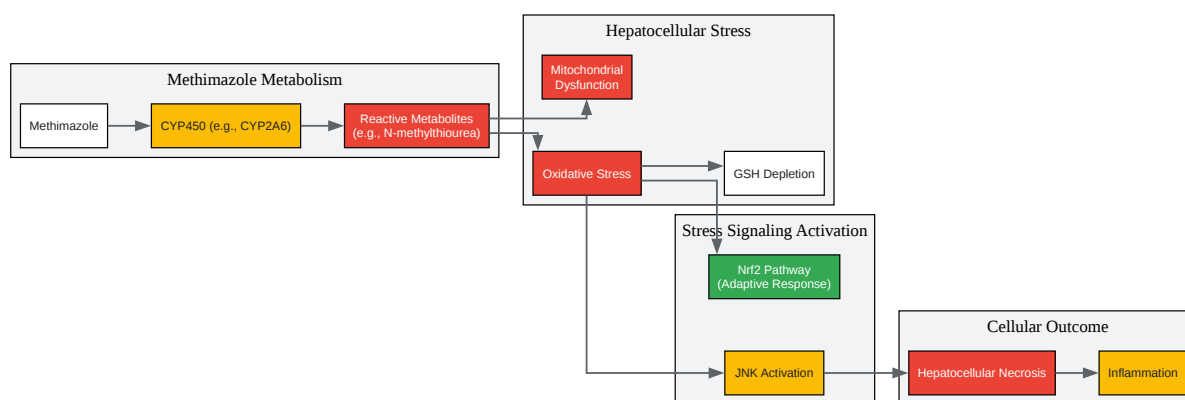 Hepatocellular Stress
Mitochondrial
Dysfunction
Methimazole Metabolism
Methimazole
CYP450 (e.g., CYP2A6)
Reactive Metabolites
(e.g., N-methylthiourea)
Oxidative Stress
GSH Depletion
Stress Signaling Activation
Nrf2 Pathway
(Adaptive Response)
JNK Activation
Cellular Outcome
Hepatocellular Necrosis
Inflammation